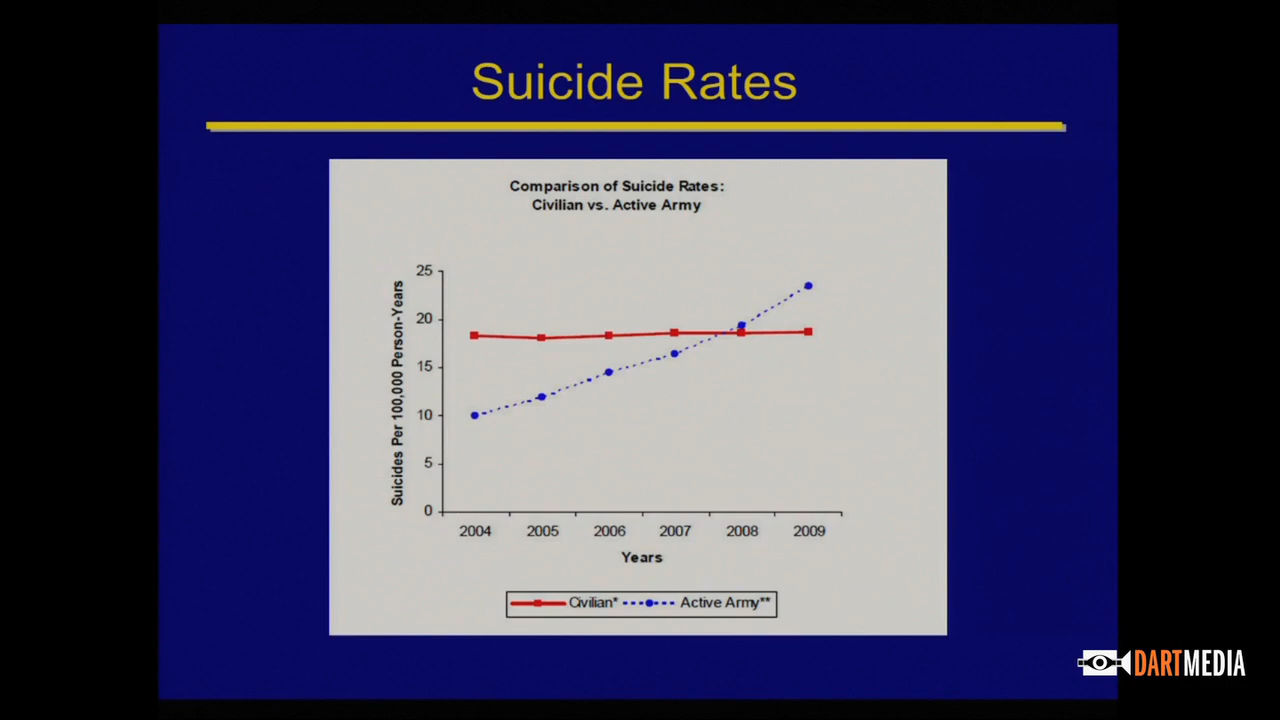 Suicide Rates
Comparison of Suicide Rates:
Civilian vs. Active Army
Suicides Per 100,000 Person-Years
25
20
15
10
5
0
2004 2005 2006 2007 2008 2009
Years
Civilian* Active Army**
DARTMEDIA